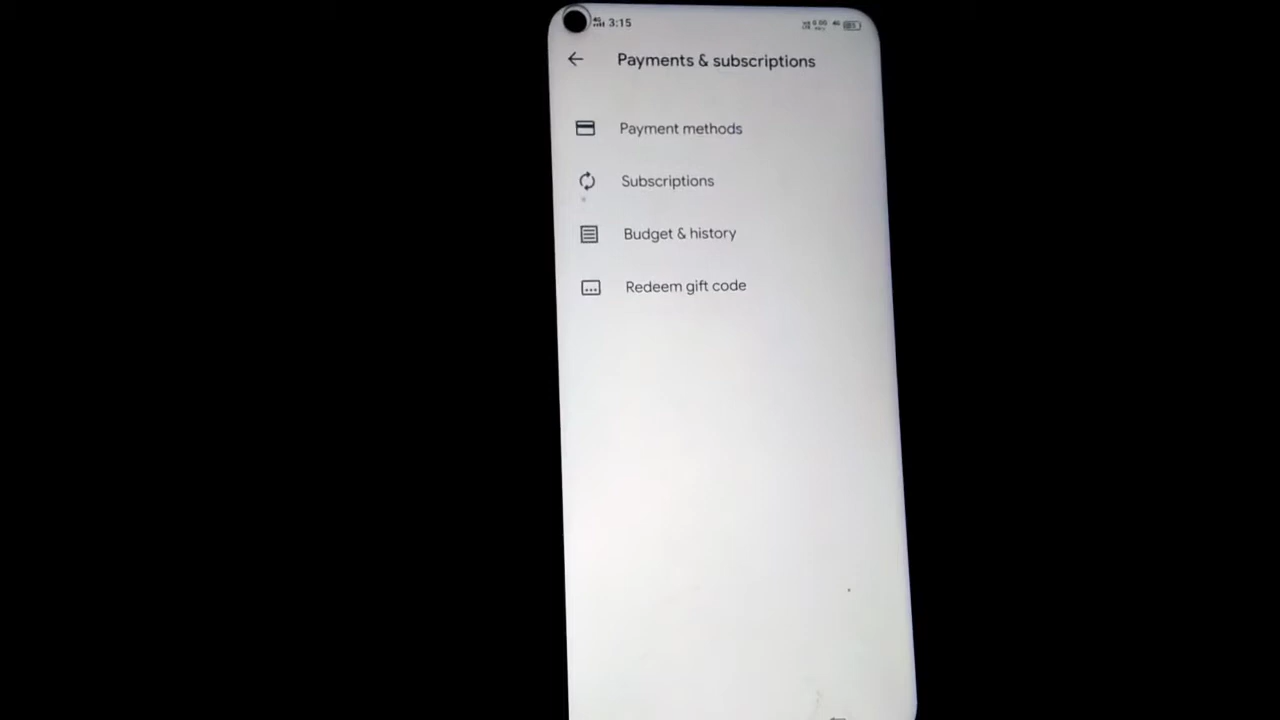 3:15
Payments & subscriptions
Payment methods
Subscriptions
Budget & history
Redeem gift code